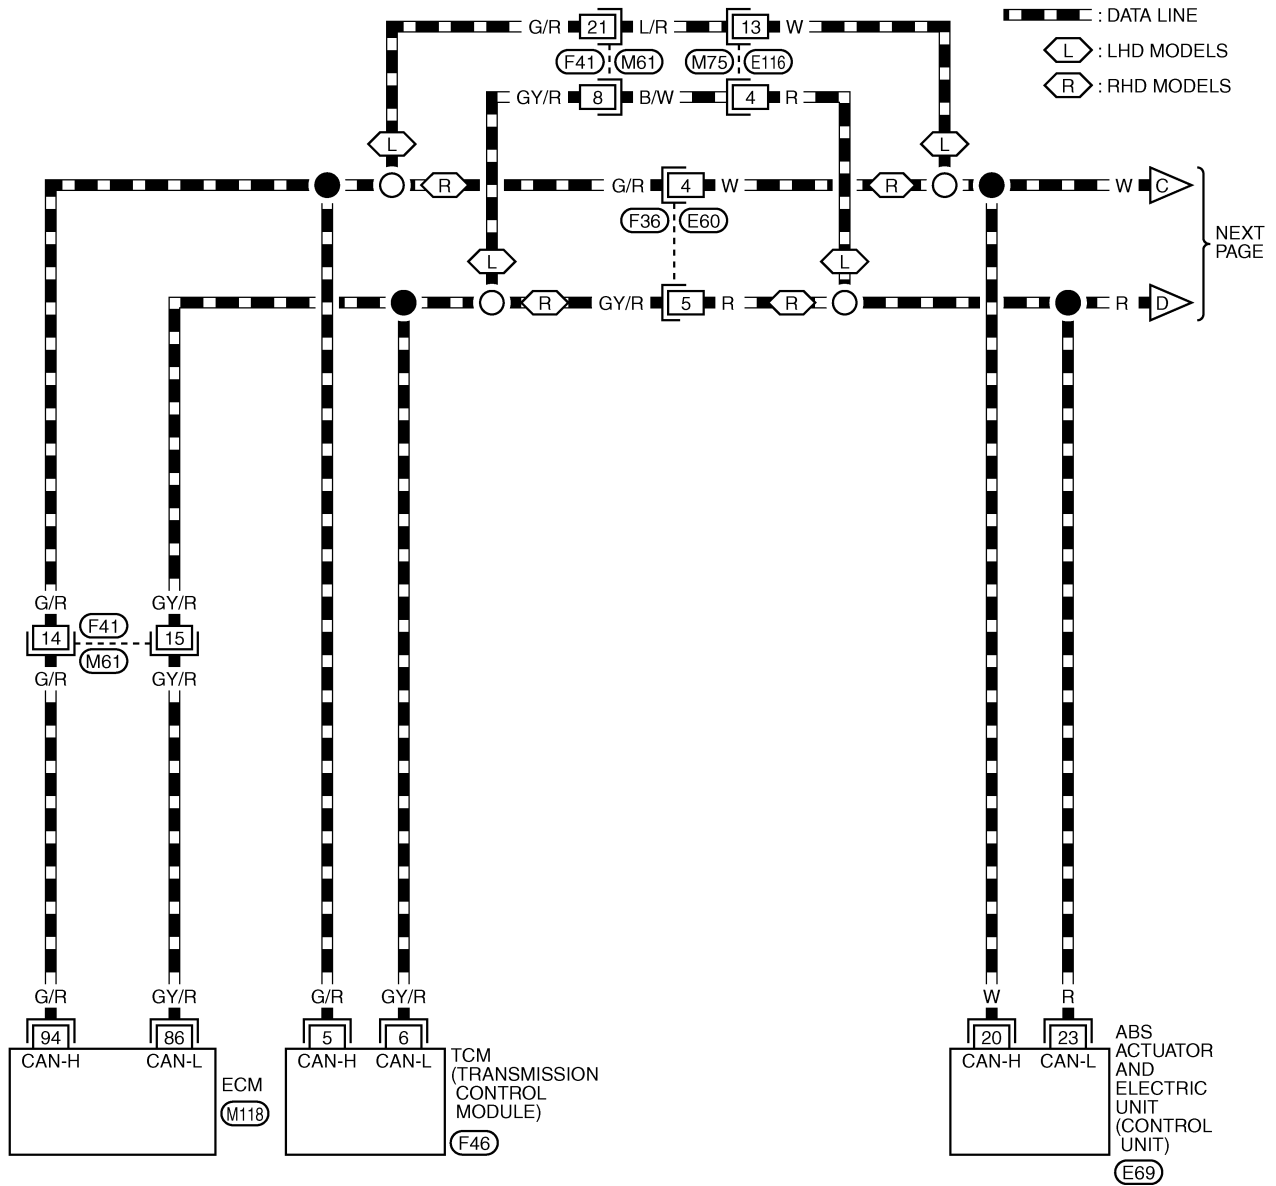 G/R 21 L/R 13 W
: DATA LINE
F41 M61 M75 E116
L : LHD MODELS
GY/R 8 B/W 4 R
R : RHD MODELS
L L
R G/R 4 W R W C
F36 E60
NEXT
PAGE
L L
R GY/R 5 R R R D
G/R GY/R
14 F41 15
M61
G/R GY/R
G/R GY/R G/R GY/R W R
94 86 5 6 20 23
CAN-H CAN-L CAN-H CAN-L CAN-H CAN-L
ECM
M118
TCM
(TRANSMISSION
CONTROL
MODULE)
F46
ABS
ACTUATOR
AND
ELECTRIC
UNIT
(CONTROL
UNIT)
E69